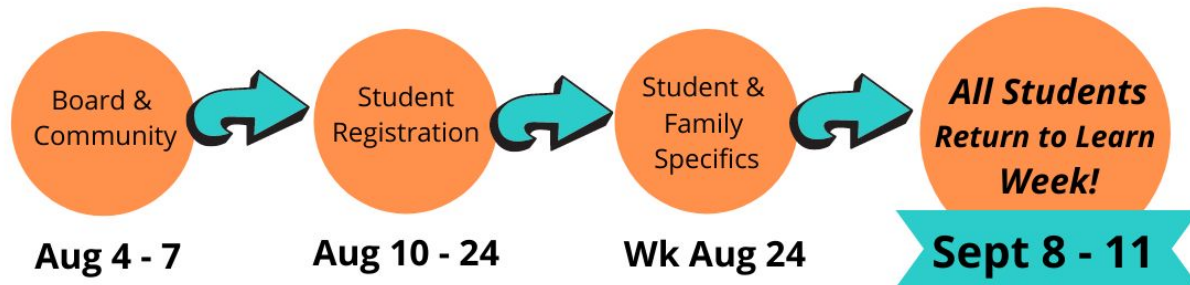 Board &
Community
Aug 4 - 7
Student
Registration
Aug 10 - 24
Student &
Family
Specifics
Wk Aug 24
All Students
Return to Learn
Week!
Sept 8 - 11